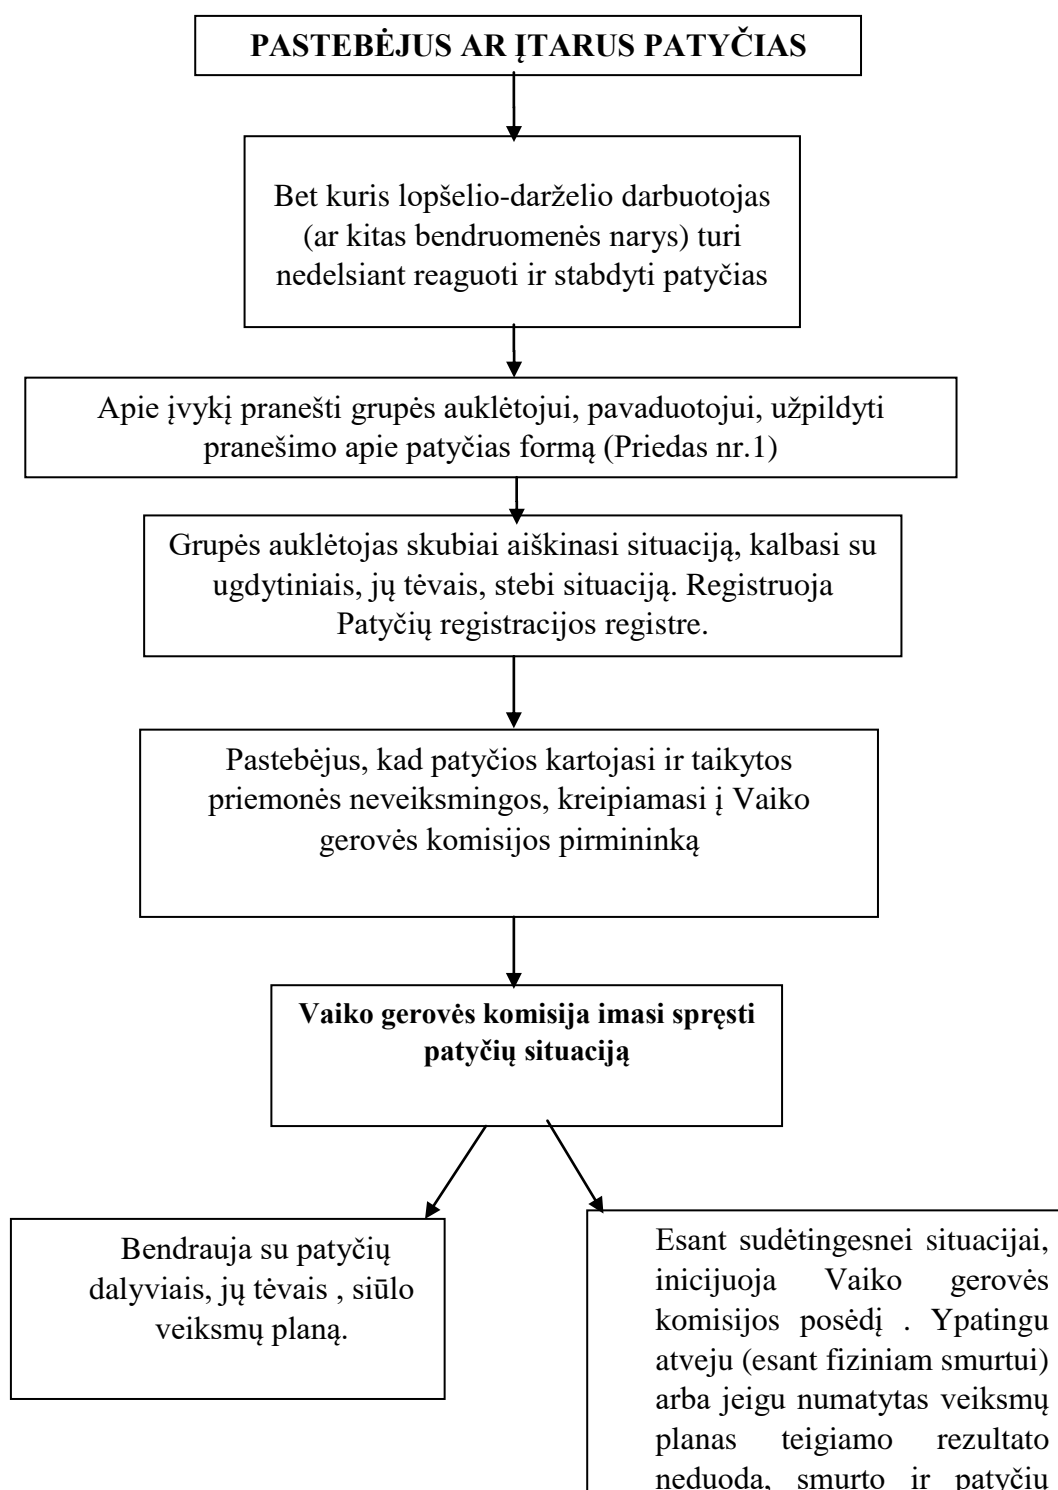 PASTEBĖJUS AR ĮTARUS PATYČIAS
Bet kuris lopšelio-darželio darbuotojas
(ar kitas bendruomenės narys) turi
nedelsiant reaguoti ir stabdyti patyčias
Apie įvykį pranešti grupės auklėtojui, pavaduotojui, užpildyti
pranešimo apie patyčias formą (Priedas nr.1)
Grupės auklėtojas skubiai aiškinasi situaciją, kalbasi su
ugdytiniais, jų tėvais, stebi situaciją. Registruoja
Patyčių registracijos registre.
Pastebėjus, kad patyčios kartojasi ir taikytos
priemonės neveiksmingos, kreipiamasi į Vaiko
gerovės komisijos pirmininką
Vaiko gerovės komisija imasi spręsti
patyčių situaciją
Bendrauja su patyčių
dalyviais, jų tėvais , siūlo
veiksmų planą.
Esant sudėtingesnei situacijai,
inicijuoja Vaiko gerovės
komisijos posėdį . Ypatingu
atveju (esant fiziniam smurtui)
arba jeigu numatytas veiksmų
planas teigiamo rezultato
neduoda, smurto ir patyčių